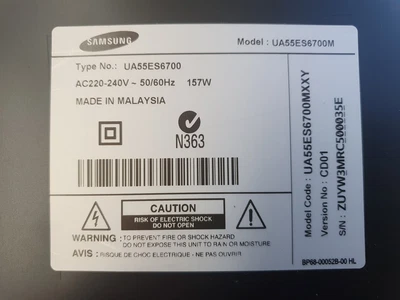 SAMSUNG
Model : UA55ES6700M
Type No.: UA55ES6700
AC220-240V ~ 50/60Hz 157W
MADE IN MALAYSIA
N363
CAUTION
RISK OF ELECTRIC SHOCK
DO NOT OPEN
WARNING : TO PREVENT FIRE OR SHOCK HAZARD
DO NOT EXPOSE THIS UNIT TO RAIN OR MOISTURE
AVIS : RISQUE DE CHOC ELECTRIQUE - NE PAS OUVRIR
Model Code : UA55ES6700MXXY
Version No : CD01
S/N : ZUYW3MRC500035E
BP68-00052B-00 HL